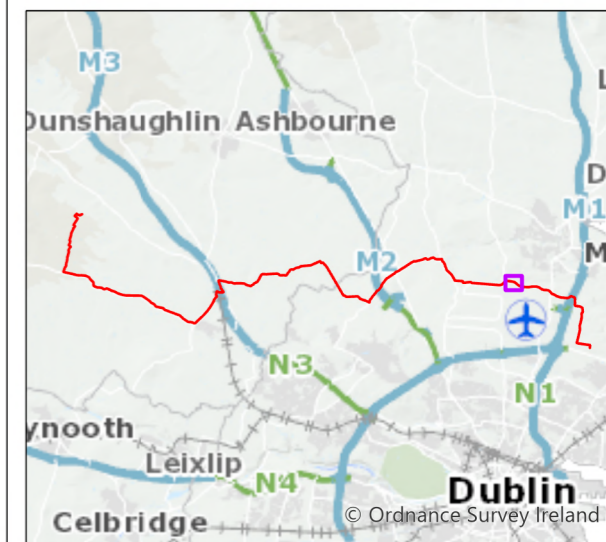 M3
L
Dunshaughlin
Ashbourne
D
M1
M2
M
N3
N1
ynooth
Leixlip
N4
Dublin
Celbridge
© Ordnance Survey Ireland